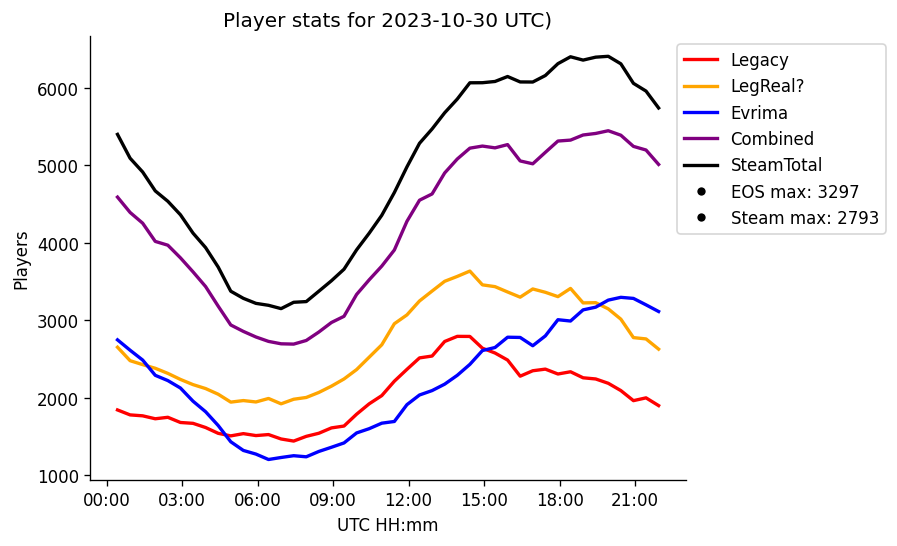 Player stats for 2023-10-30 UTC)
Legacy
LegReal?
Evrima
Combined
SteamTotal
EOS max: 3297
Steam max: 2793
Players
6000
5000
4000
3000
2000
1000
00:00 03:00 06:00 09:00 12:00 15:00 18:00 21:00
UTC HH:mm